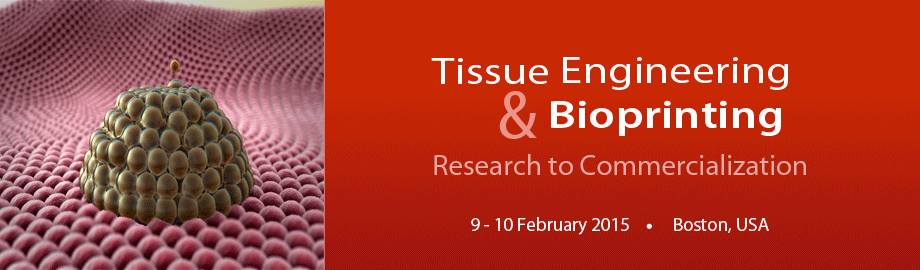 Tissue Engineering
& Bioprinting
Research to Commercialization
9 - 10 February 2015 • Boston, USA